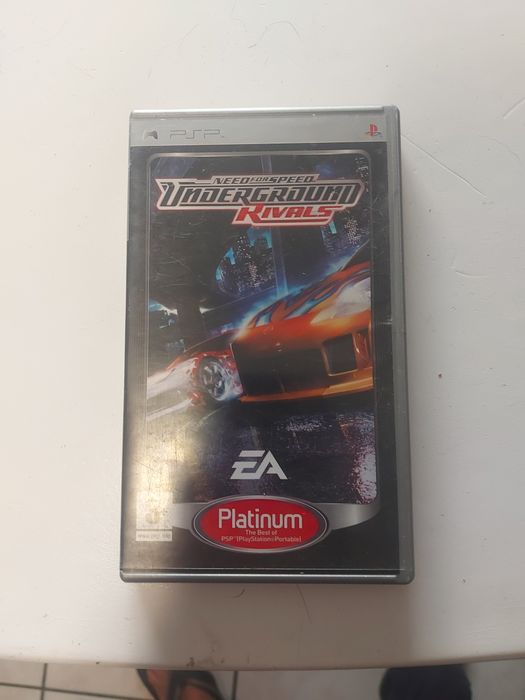 PSP
NEED FOR SPEED
UNDERGROUND
RIVALS
EA
Platinum
The Best of
PSP™ (PlayStation®Portable)